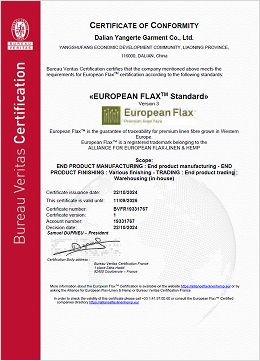 BUREAU
VERITAS
Bureau Veritas Certification
CERTIFICATE OF CONFORMITY
Dalian Yangerte Garment Co., Ltd.
YANGSHUFANG ECONOMIC DEVELOPMENT COMMUNITY, LIAONING PROVINCE,
116000, DALIAN, China
Bureau Veritas Certification certifies that the company mentioned above meets the
requirements for European Flax™ certification according to the following standards:
«EUROPEAN FLAX™ Standard»
Version 3
European Flax™
Premium linen fibre
European Flax™ is the guarantee of traceability for premium linen fibre grown in Western
Europe.
European Flax™ is a registered trademark belonging to the
ALLIANCE FOR EUROPEAN FLAX-LINEN & HEMP
Scope:
END PRODUCT MANUFACTURING : End product manufacturing - END
PRODUCT FINISHING : Various finishing - TRADING : End product trading;
Warehousing (in-house)
Certificate issuance date: 22/10/2024
This certificate is valid until: 11/09/2026
Certificate number: BVFR19331767
Certificate version: 1
Account number: 19331767
Decision date: 22/10/2024
Samuel DUPRIEU – President
Certification Body address:
Bureau Veritas Certification France
1 place Zaha Hadid
92400 Courbevoie – France
More information about the European Flax™ Certification is available on the website https://allianceflaxlinenhemp.eu/ or by
asking the Alliance for European Flax-Linen & Hemp or Bureau Veritas Certification France
In order to check the validity of this certificate please call +33 1.41.97.00.60 or consult the European Flax™ Certified
companies directory